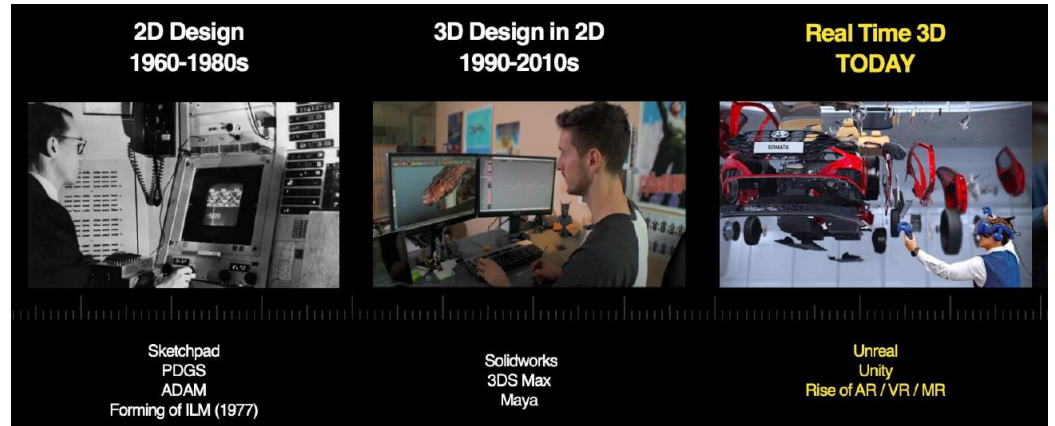 2D Design
1960-1980s
3D Design in 2D
1990-2010s
Real Time 3D
TODAY
SOMATA
Sketchpad
PDGS
ADAM
Forming of ILM (1977)
Solidworks
3DS Max
Maya
Unreal
Unity
Rise of AR / VR / MR